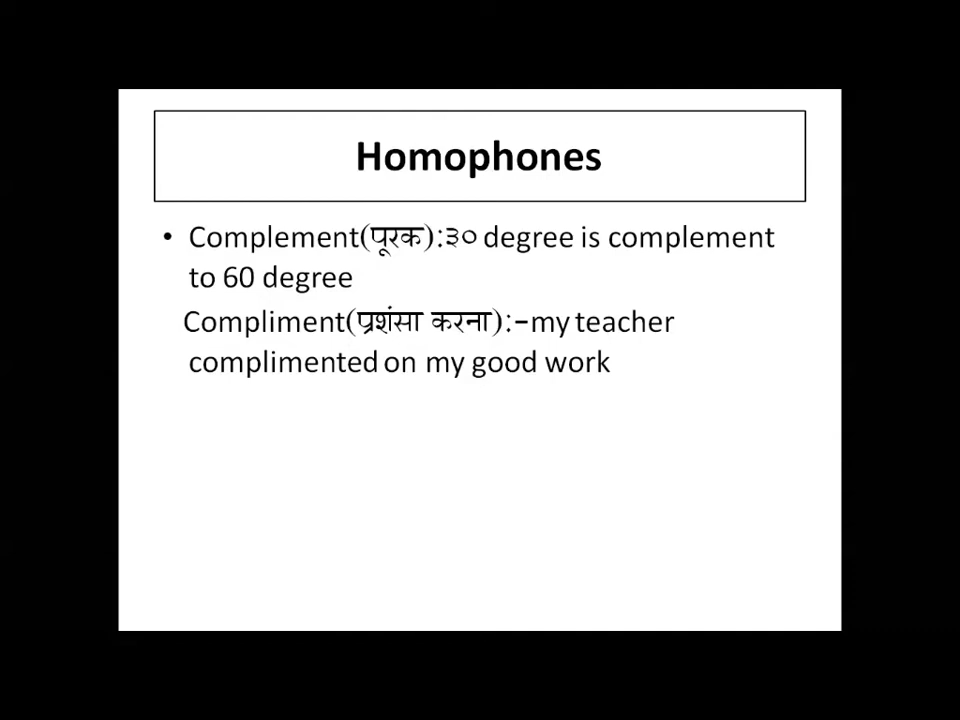 Homophones
• Complement(पूरक):३० degree is complement
to 60 degree
Compliment(प्रशंसा करना):-my teacher
complimented on my good work